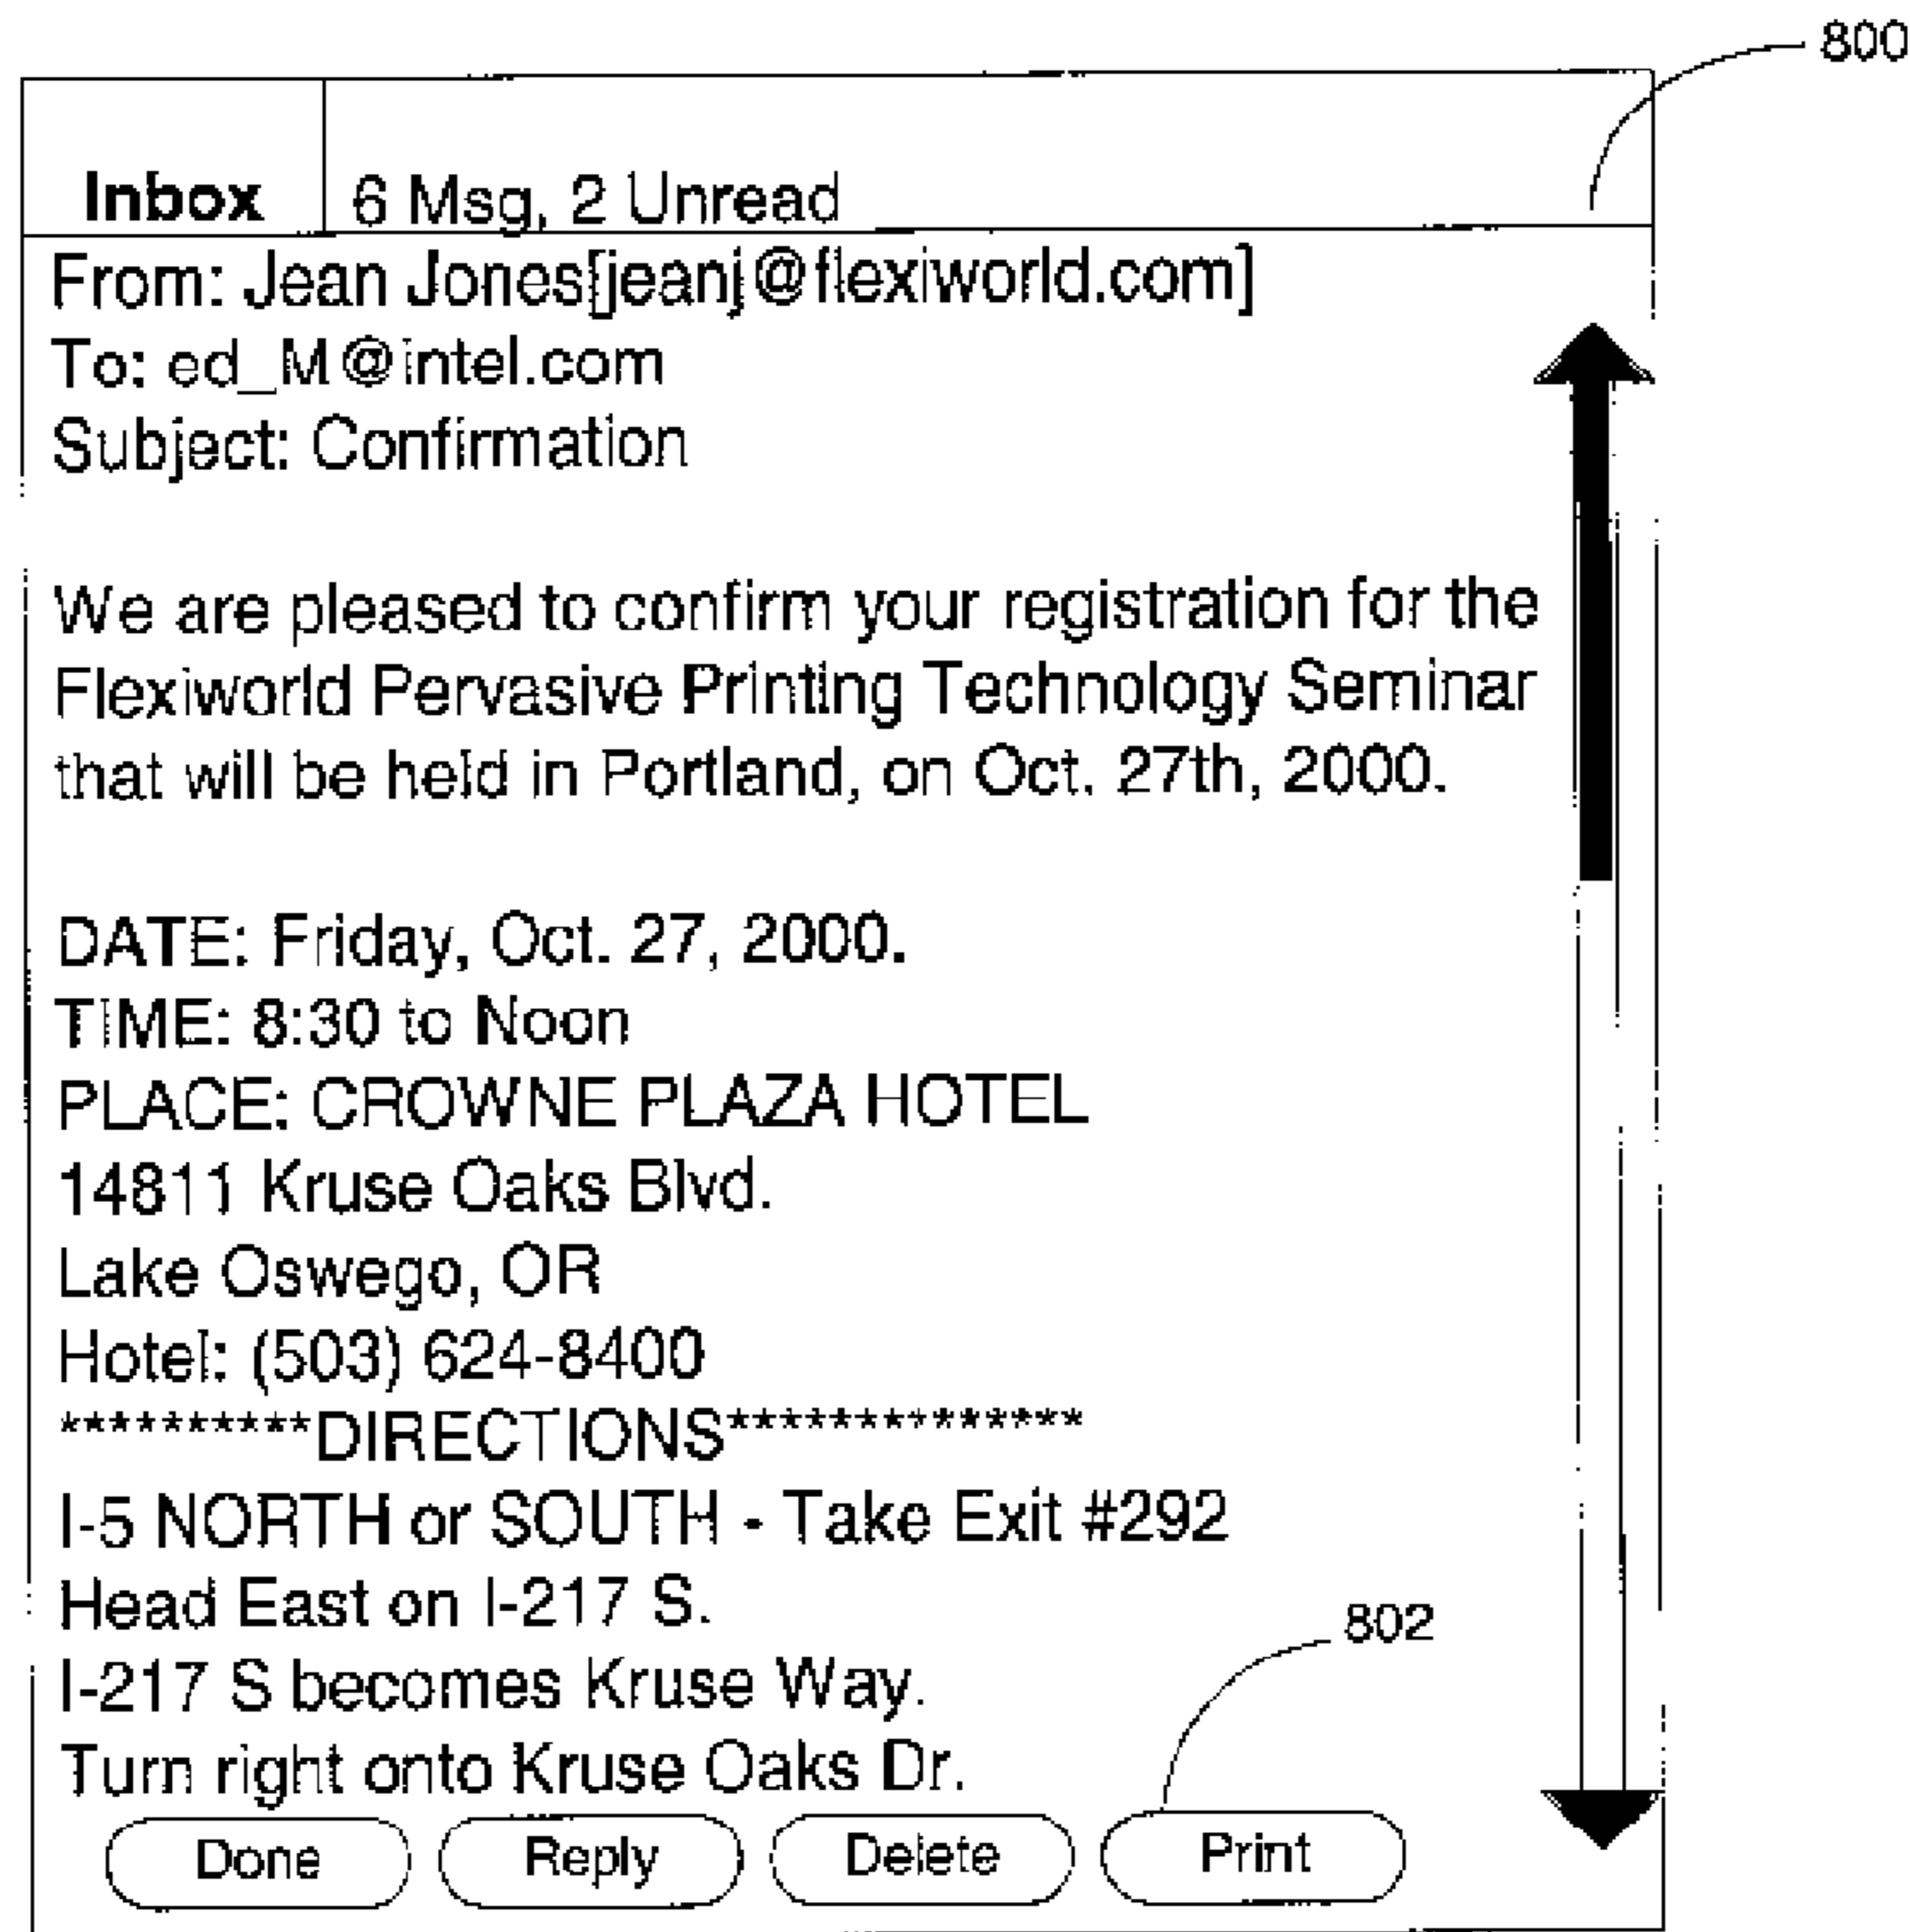 800
Inbox 6 Msg, 2 Unread
From: Jean Jones[jeanj@flexiworld.com]
To: ed_M@intel.com
Subject: Confirmation
We are pleased to confirm your registration for the
Flexiworld Pervasive Printing Technology Seminar
that will be held in Portland, on Oct. 27th, 2000.
DATE: Friday, Oct. 27, 2000.
TIME: 8:30 to Noon
PLACE: CROWNE PLAZA HOTEL
14811 Kruse Oaks Blvd.
Lake Oswego, OR
Hotel: (503) 624-8400
**********DIRECTIONS**************
I-5 NORTH or SOUTH - Take Exit #292
Head East on I-217 S.
802
I-217 S becomes Kruse Way.
Turn right onto Kruse Oaks Dr.
Done Reply Delete Print